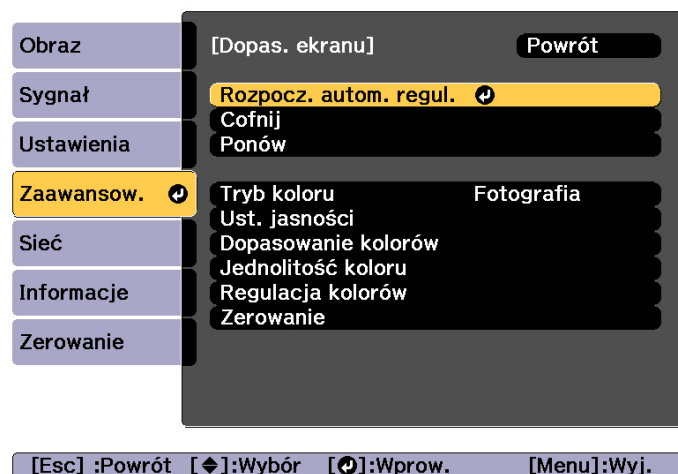 Obraz
Sygnał
Ustawienia
Zaawansow.
Sieć
Informacje
Zerowanie
[Dopas. ekranu] Powrót
Rozpocz. autom. regul.
Cofnij
Ponów
Tryb koloru Fotografia
Ust. jasności
Dopasowanie kolorów
Jednolitość koloru
Regulacja kolorów
Zerowanie
[Esc] :Powrót [◆]:Wybór [↵]:Wprow. [Menu]:Wyj.